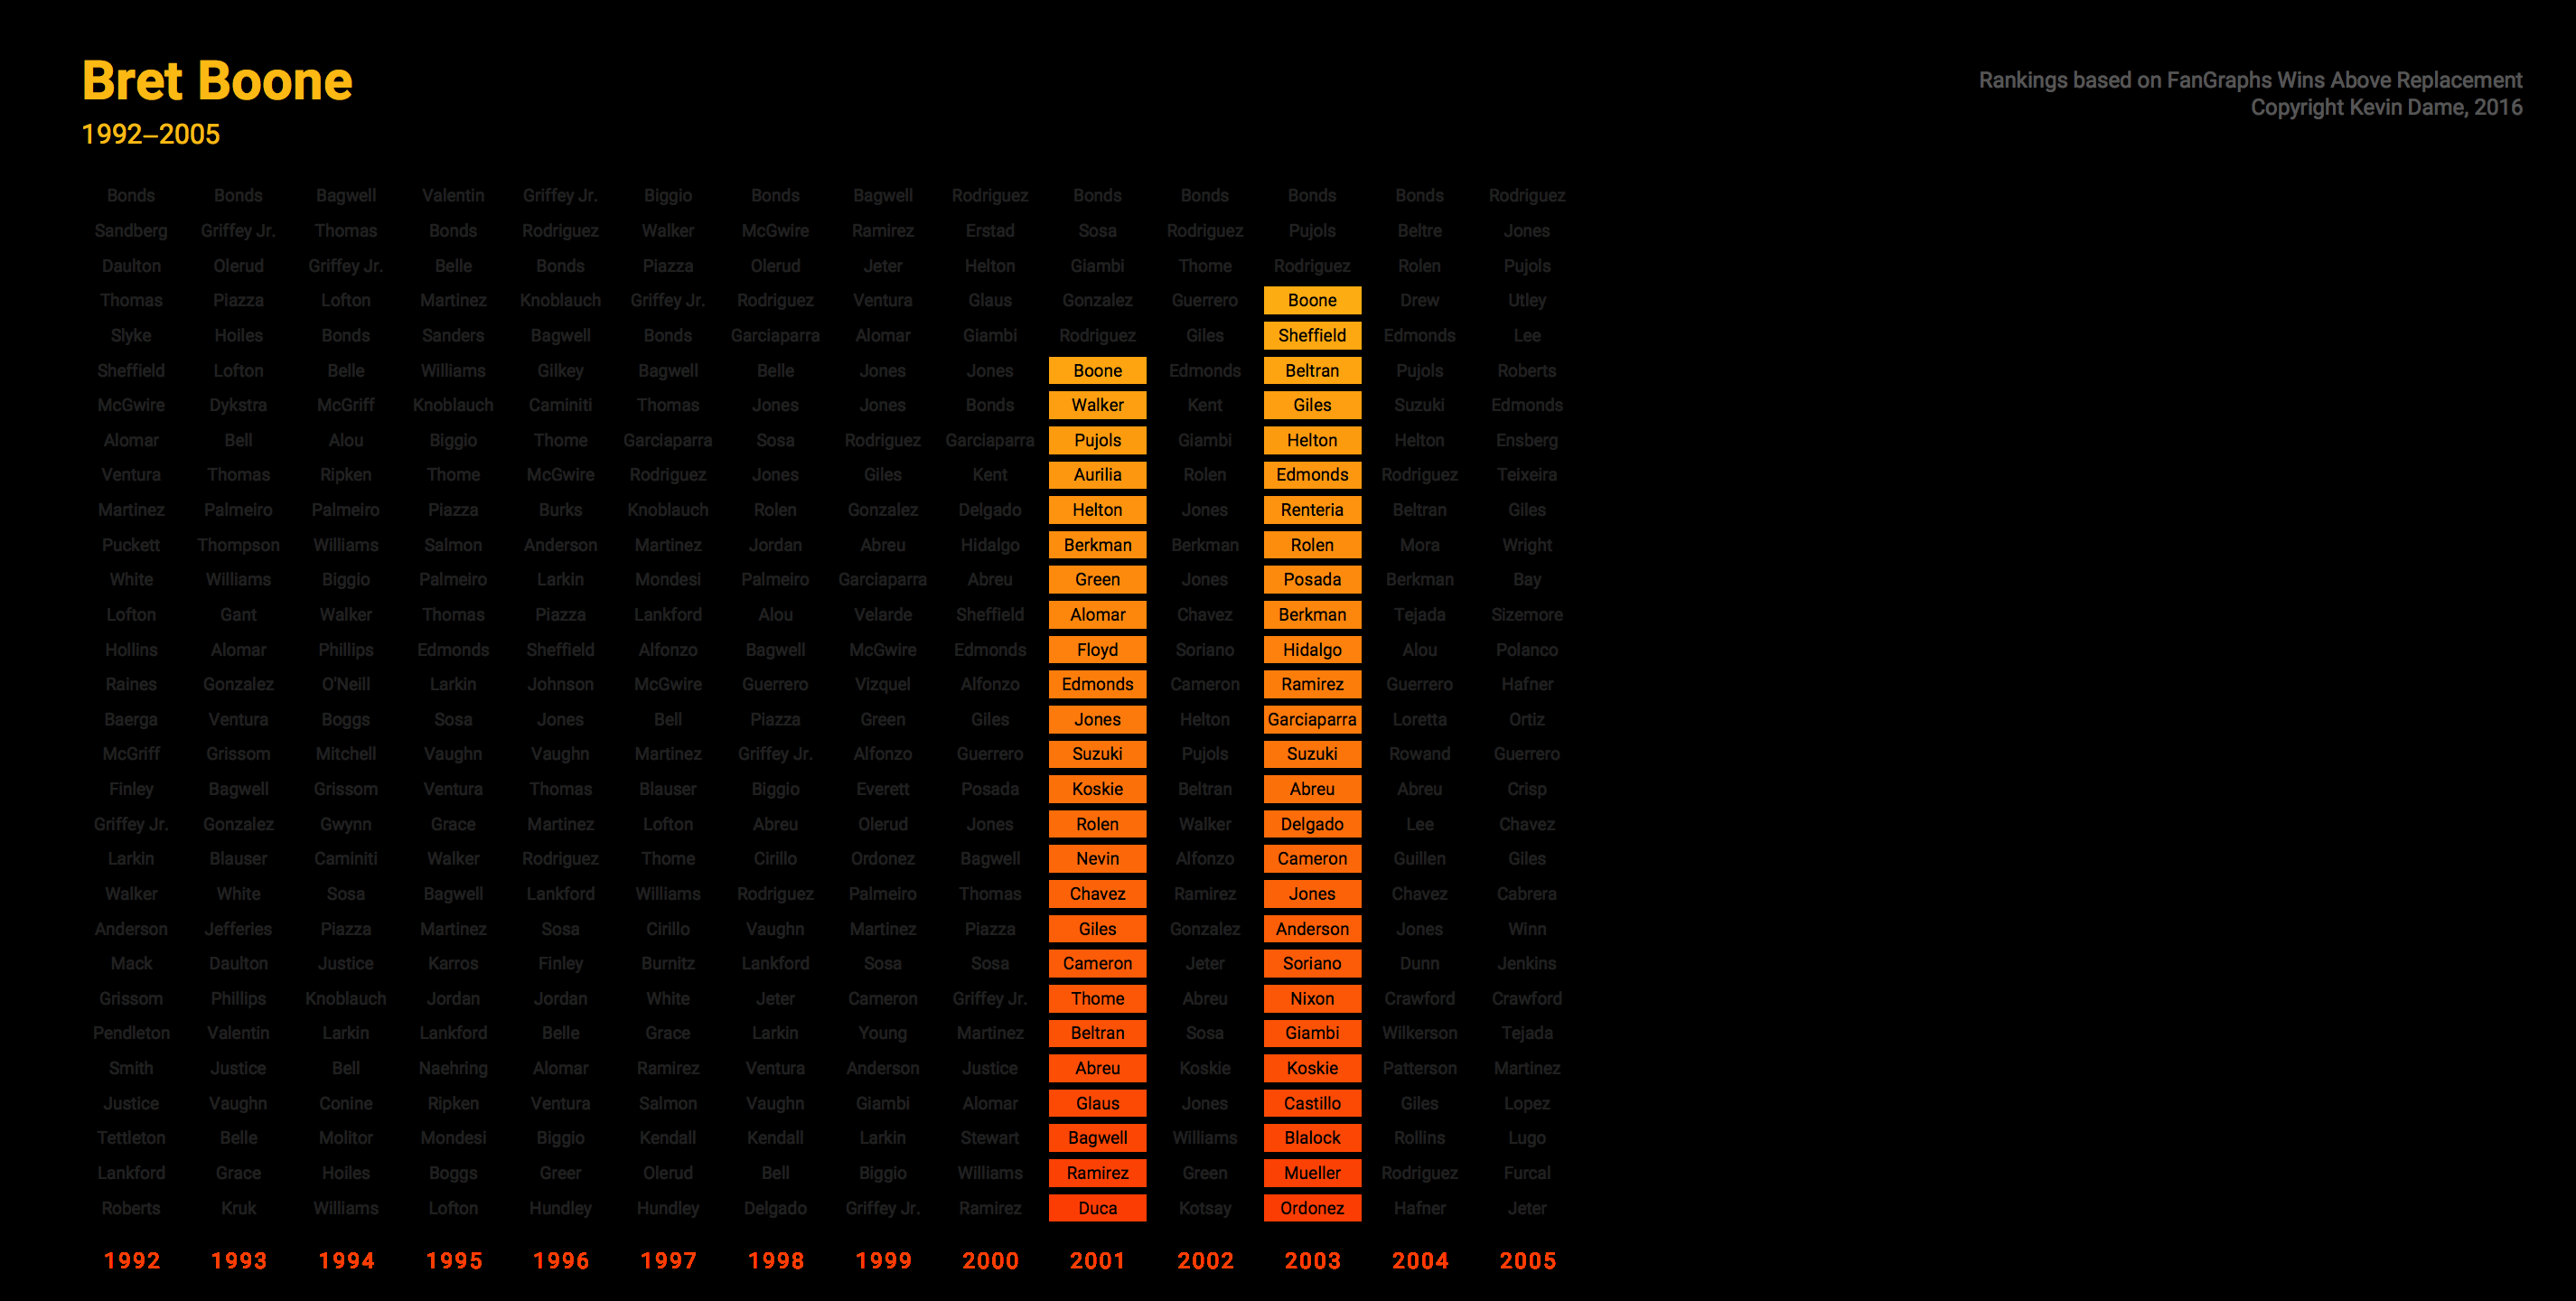 Bret Boone
1992–2005
Rankings based on FanGraphs Wins Above Replacement
Copyright Kevin Dame, 2016
Bonds Bonds Bagwell Valentin Griffey Jr. Biggio Bonds Bagwell Rodriguez Bonds Bonds Bonds Bonds Rodriguez
Sandberg Griffey Jr. Thomas Bonds Rodriguez Walker McGwire Ramirez Erstad Sosa Rodriguez Pujols Beltre Jones
Daulton Olerud Griffey Jr. Belle Bonds Piazza Olerud Jeter Helton Giambi Thome Rodriguez Rolen Pujols
Thomas Piazza Lofton Martinez Knoblauch Griffey Jr. Rodriguez Ventura Glaus Gonzalez Guerrero Boone Drew Utley
Slyke Hoiles Bonds Sanders Bagwell Bonds Garciaparra Alomar Giambi Rodriguez Giles Sheffield Edmonds Lee
Sheffield Lofton Belle Williams Gilkey Bagwell Belle Jones Jones Boone Edmonds Beltran Pujols Roberts
McGwire Dykstra McGriff Knoblauch Caminiti Thomas Jones Jones Bonds Walker Kent Giles Suzuki Edmonds
Alomar Bell Alou Biggio Thome Garciaparra Sosa Rodriguez Garciaparra Pujols Giambi Helton Helton Ensberg
Ventura Thomas Ripken Thome McGwire Rodriguez Jones Giles Kent Aurilia Rolen Edmonds Rodriguez Teixeira
Martinez Palmeiro Palmeiro Piazza Burks Knoblauch Rolen Gonzalez Delgado Helton Jones Renteria Beltran Giles
Puckett Thompson Williams Salmon Anderson Martinez Jordan Abreu Hidalgo Berkman Berkman Rolen Mora Wright
White Williams Biggio Palmeiro Larkin Mondesi Palmeiro Garciaparra Abreu Green Jones Posada Berkman Bay
Lofton Gant Walker Thomas Piazza Lankford Alou Velarde Sheffield Alomar Chavez Berkman Tejada Sizemore
Hollins Alomar Phillips Edmonds Sheffield Alfonzo Bagwell McGwire Edmonds Floyd Soriano Hidalgo Alou Polanco
Raines Gonzalez O'Neill Larkin Johnson McGwire Guerrero Vizquel Alfonzo Edmonds Cameron Ramirez Guerrero Hafner
Baerga Ventura Boggs Sosa Jones Bell Piazza Green Giles Jones Helton Garciaparra Loretta Ortiz
McGriff Grissom Mitchell Vaughn Vaughn Martinez Griffey Jr. Alfonzo Guerrero Suzuki Pujols Suzuki Rowand Guerrero
Finley Bagwell Grissom Ventura Thomas Blauser Biggio Everett Posada Koskie Beltran Abreu Abreu Crisp
Griffey Jr. Gonzalez Gwynn Grace Martinez Lofton Abreu Olerud Jones Rolen Walker Delgado Lee Chavez
Larkin Blauser Caminiti Walker Rodriguez Thome Cirillo Ordonez Bagwell Nevin Alfonzo Cameron Guillen Giles
Walker White Sosa Bagwell Lankford Williams Rodriguez Palmeiro Thomas Chavez Ramirez Jones Chavez Cabrera
Anderson Jefferies Piazza Martinez Sosa Cirillo Vaughn Martinez Piazza Giles Gonzalez Anderson Jones Winn
Mack Daulton Justice Karros Finley Burnitz Lankford Sosa Sosa Cameron Jeter Soriano Dunn Jenkins
Grissom Phillips Knoblauch Jordan Jordan White Jeter Cameron Griffey Jr. Thome Abreu Nixon Crawford Crawford
Pendleton Valentin Larkin Lankford Belle Grace Larkin Young Martinez Beltran Sosa Giambi Wilkerson Tejada
Smith Justice Bell Naehring Alomar Ramirez Ventura Anderson Justice Abreu Koskie Koskie Patterson Martinez
Justice Vaughn Conine Ripken Ventura Salmon Vaughn Giambi Alomar Glaus Jones Castillo Giles Lopez
Tettleton Belle Molitor Mondesi Biggio Kendall Kendall Larkin Stewart Bagwell Williams Blalock Rollins Lugo
Lankford Grace Hoiles Boggs Greer Olerud Bell Biggio Williams Ramirez Green Mueller Rodriguez Furcal
Roberts Kruk Williams Lofton Hundley Hundley Delgado Griffey Jr. Ramirez Duca Kotsay Ordonez Hafner Jeter
1992 1993 1994 1995 1996 1997 1998 1999 2000 2001 2002 2003 2004 2005